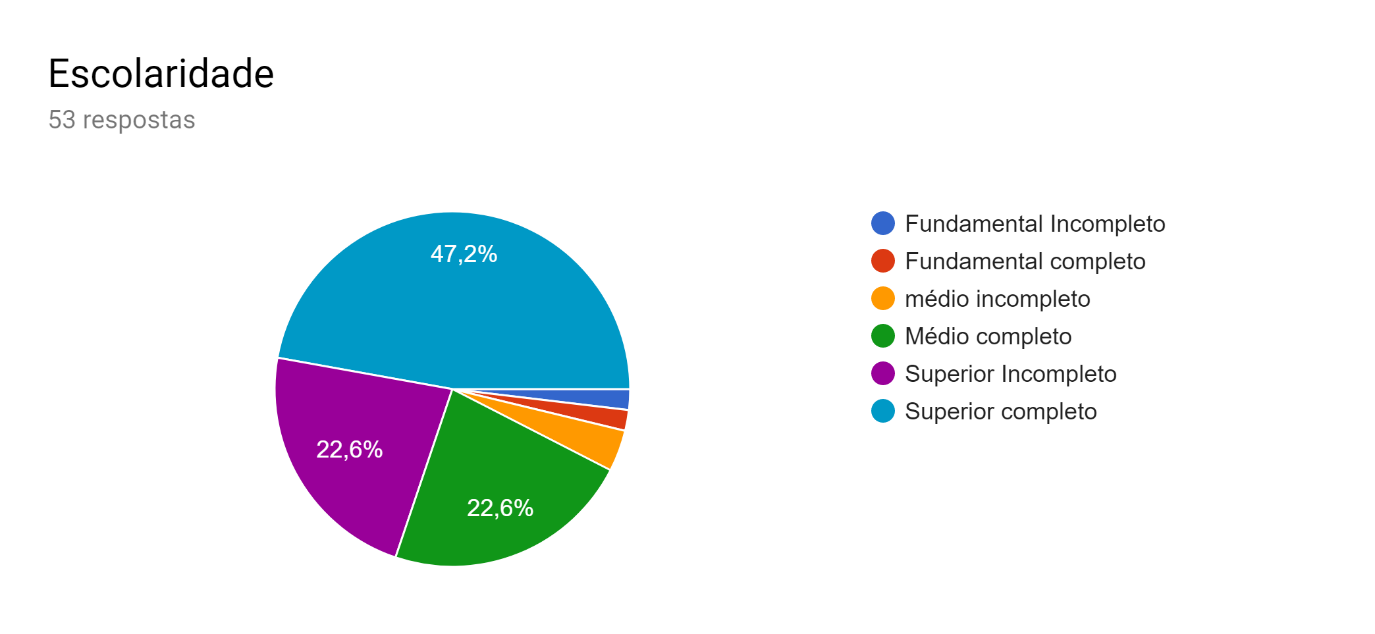 Escolaridade
53 respostas
47,2%
22,6%
22,6%
Fundamental Incompleto
Fundamental completo
médio incompleto
Médio completo
Superior Incompleto
Superior completo